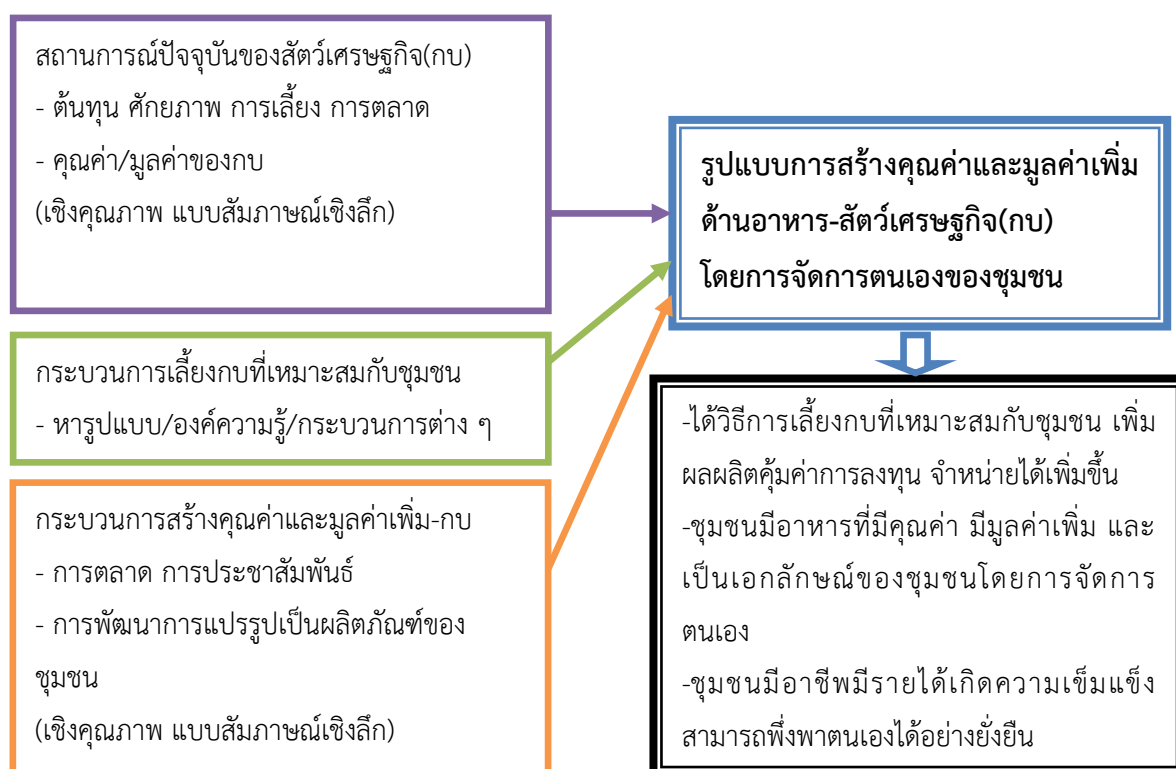 สถานการณ์ปัจจุบันของสัตว์เศรษฐกิจ(กบ)
- ต้นทุน ศักยภาพ การเลี้ยง การตลาด
- คุณค่า/มูลค่าของกบ
(เชิงคุณภาพ แบบสัมภาษณ์เชิงลึก)
กระบวนการเลี้ยงกบที่เหมาะสมกับชุมชน
- หารูปแบบ/องค์ความรู้/กระบวนการต่าง ๆ
กระบวนการสร้างคุณค่าและมูลค่าเพิ่ม-กบ
- การตลาด การประชาสัมพันธ์
- การพัฒนาการแปรรูปเป็นผลิตภัณฑ์ของ
ชุมชน
(เชิงคุณภาพ แบบสัมภาษณ์เชิงลึก)
รูปแบบการสร้างคุณค่าและมูลค่าเพิ่ม
ด้านอาหาร-สัตว์เศรษฐกิจ(กบ)
โดยการจัดการตนเองของชุมชน
-ได้วิธีการเลี้ยงกบที่เหมาะสมกับชุมชน เพิ่ม
ผลผลิตคุ้มค่าการลงทุน จำหน่ายได้เพิ่มขึ้น
-ชุมชนมีอาหารที่มีคุณค่า มีมูลค่าเพิ่ม และ
เป็นเอกลักษณ์ของชุมชนโดยการจัดการ
ตนเอง
-ชุมชนมีอาชีพมีรายได้เกิดความเข็มแข็ง
สามารถพึ่งพาตนเองได้อย่างยั่งยืน